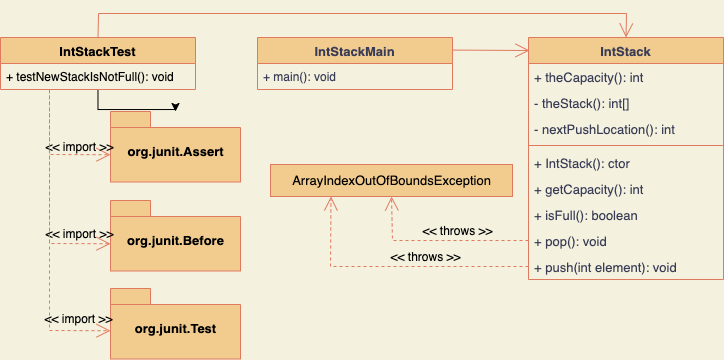 IntStackTest
+ testNewStackIsNotFull(): void
IntStackMain
+ main(): void
IntStack
+ theCapacity(): int
- theStack(): int[]
- nextPushLocation(): int
+ IntStack(): ctor
+ getCapacity(): int
+ isFull(): boolean
+ pop(): void
+ push(int element): void
<< import >>
org.junit.Assert
<< import >>
org.junit.Before
<< import >>
org.junit.Test
ArrayIndexOutOfBoundsException
<< throws >>
<< throws >>